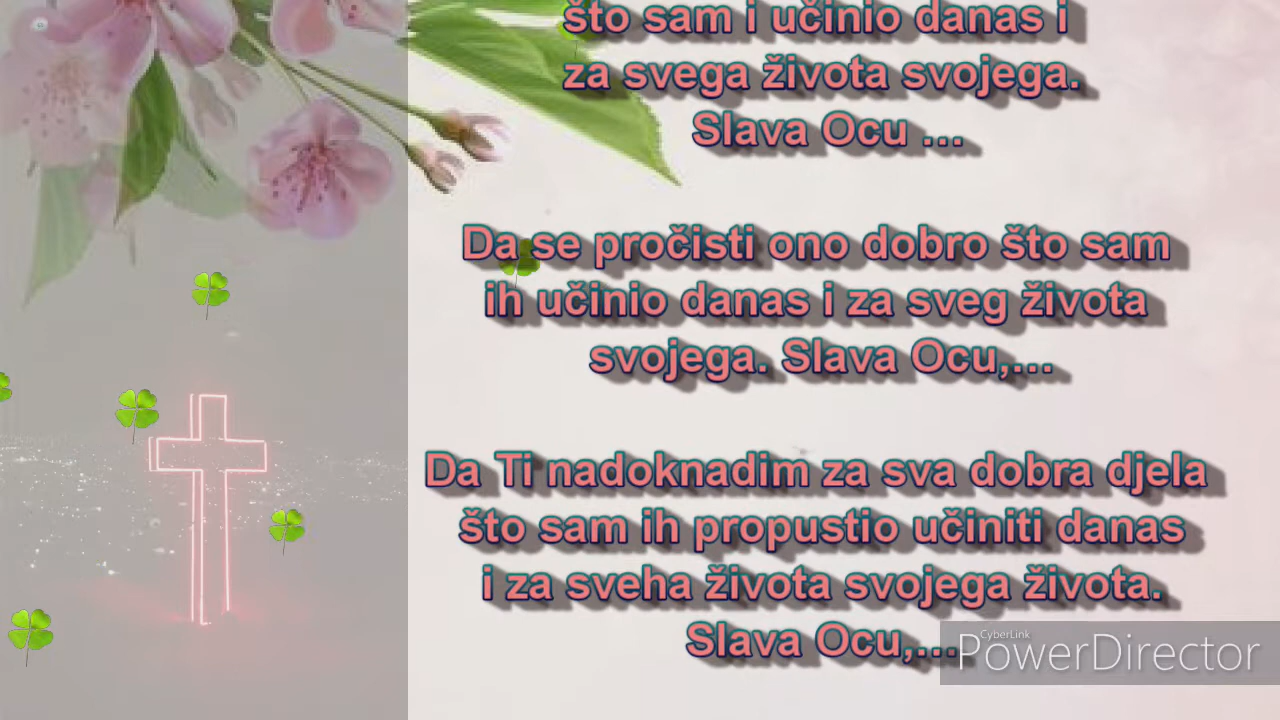 što sam i učinio danas i
za svega života svojega.
Slava Ocu ...
Da se pročisti ono dobro što sam
ih učinio danas i za sveg života
svojega. Slava Ocu,...
Da Ti nadoknadim za sva dobra djela
što sam ih propustio učiniti danas
i za sveha života svojega života.
Slava Ocu,...
CyberLink
PowerDirector